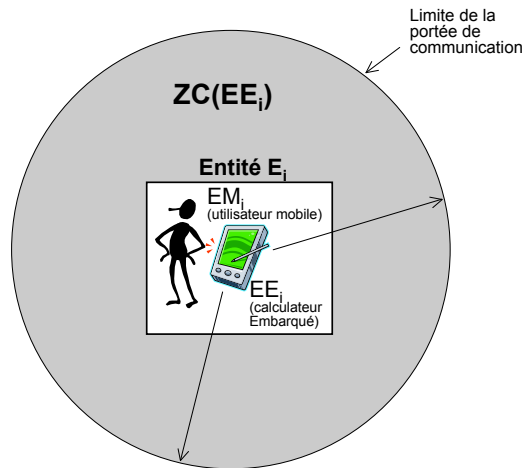 Limite de la
portée de
communication
ZC(EEi)
Entité Ei
EMi
(utilisateur mobile)
EEi
(calculateur
Embarqué)